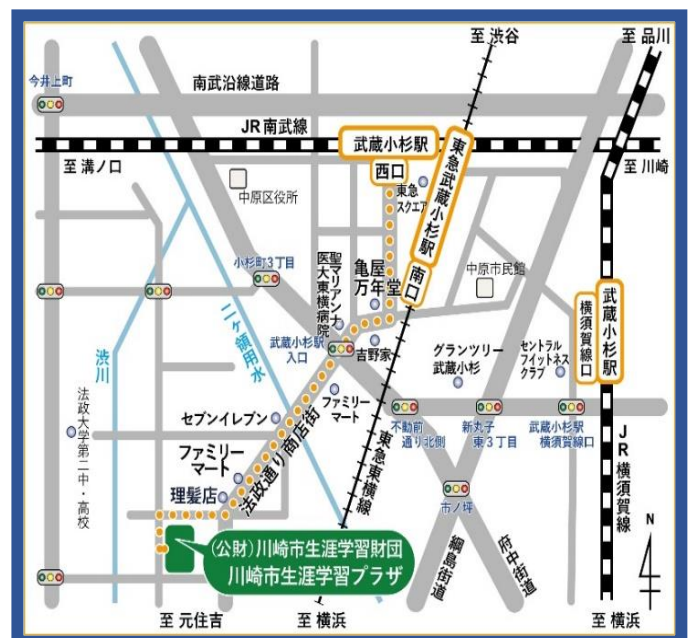 至 渋谷
至 品川
今井上町
南武沿線道路
JR南武線
武蔵小杉駅
西口
東急武蔵小杉駅
南口
至 溝ノ口
至 川崎
中原区役所
東急
スクエア
小杉町3丁目
聖マリアンナ
医大東横病院
亀屋
万年堂
中原市民館
武蔵小杉駅
横須賀線口
二ヶ領用水
渋川
武蔵小杉駅
入口
吉野家
グランツリー
武蔵小杉
セントラル
フィットネス
クラブ
ファミリー
マート
セブンイレブン
法政通り商店街
不動前
通り北側
新丸子
東3丁目
武蔵小杉駅
横須賀線口
法政大学第二中・高校
ファミリー
マート
理髪店
東急東横線
JR横須賀線
市ノ坪
綱島街道
府中街道
N
(公財)川崎市生涯学習財団
川崎市生涯学習プラザ
至 元住吉
至 横浜
至 横浜